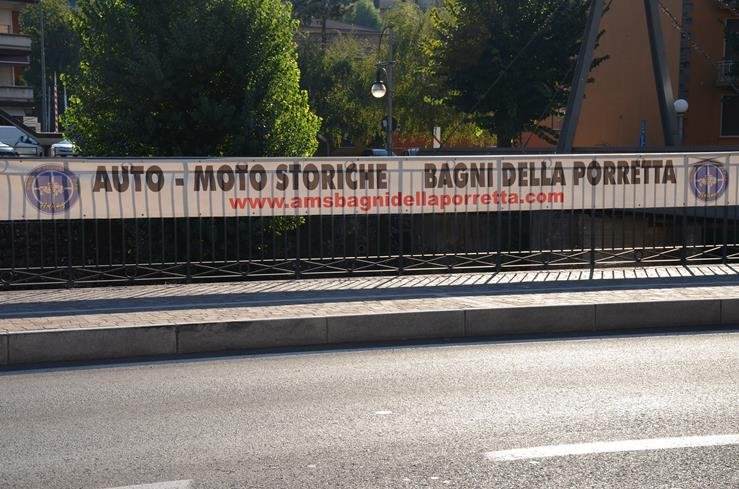 AUTO - MOTO STORICHE BAGNI DELLA PORRETTA
www.amsbagnidellaporretta.com